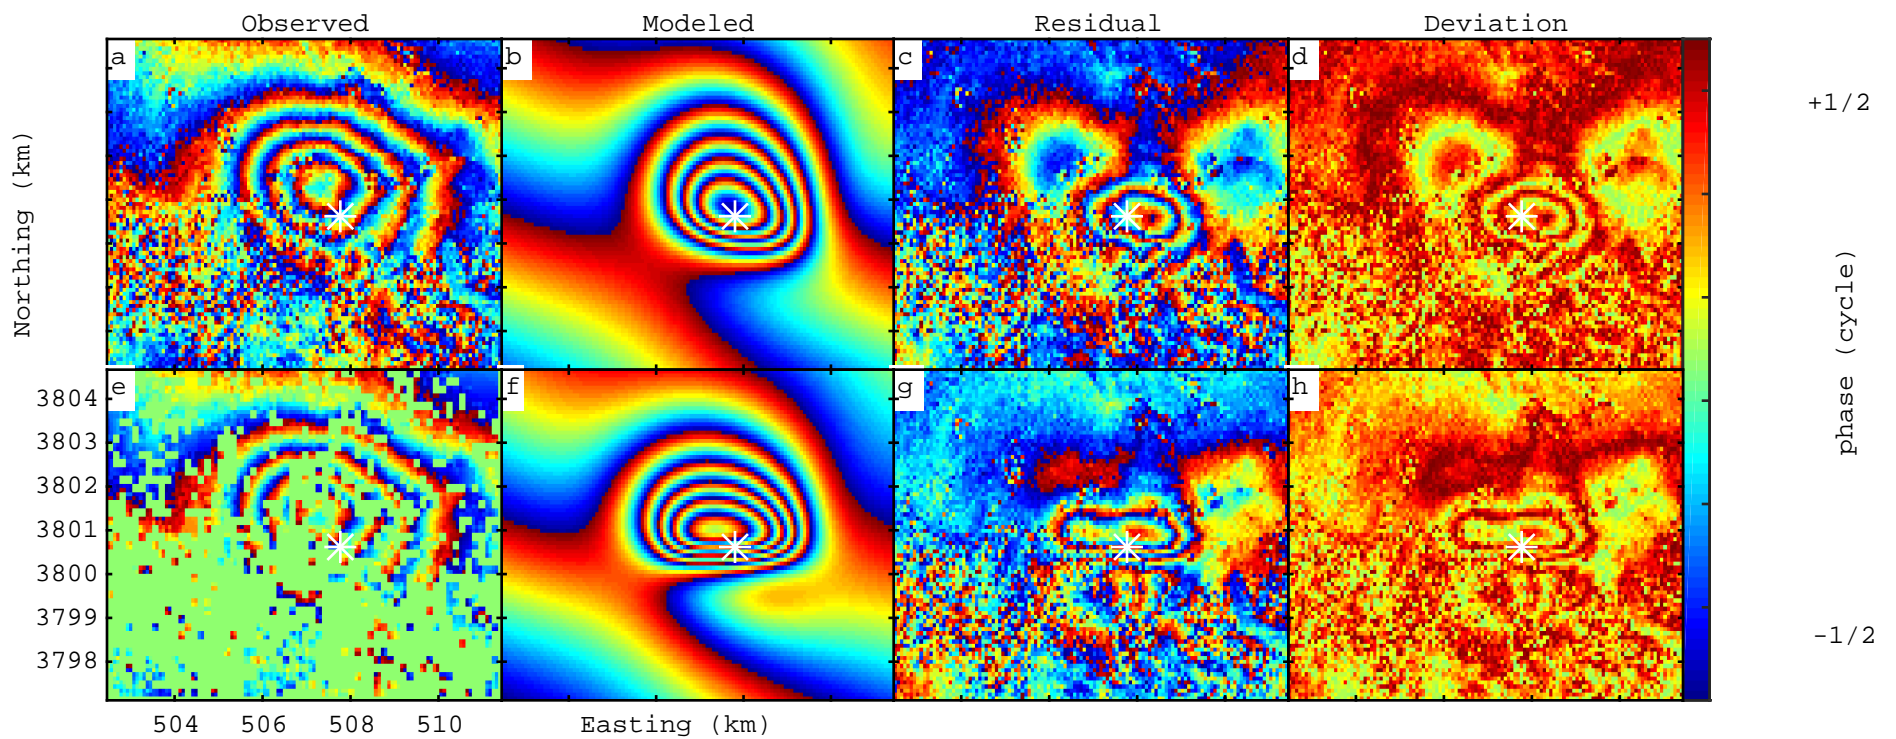 Observed Modeled Residual Deviation
a b c d
Northing (km)
+1/2
phase (cycle)
-1/2
e f g h
3804
3803
3802
3801
3800
3799
3798
504 506 508 510 Easting (km)